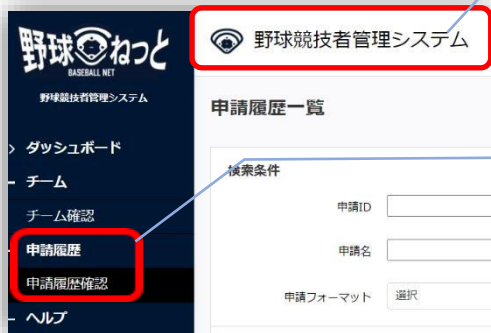 野球ねっと
BASEBALL NET
野球競技者管理システム
ダッシュボード
チーム
チーム確認
申請履歴
申請履歴確認
ヘルプ
野球競技者管理システム
申請履歴一覧
検索条件
申請ID
申請名
申請フォーマット 選択